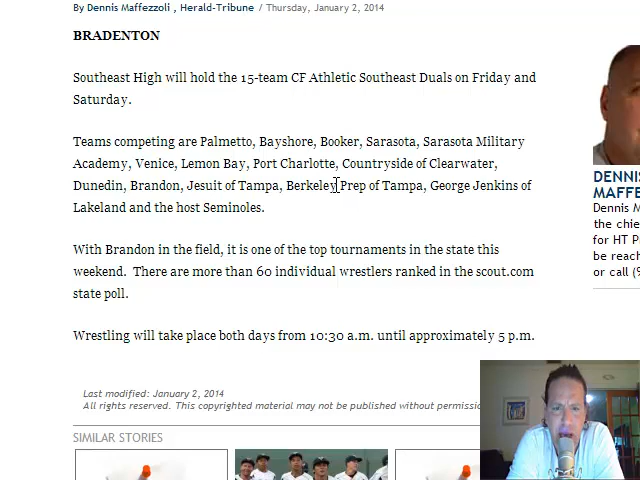 By Dennis Maffezzoli , Herald-Tribune / Thursday, January 2, 2014
BRADENTON
Southeast High will hold the 15-team CF Athletic Southeast Duals on Friday and
Saturday.
Teams competing are Palmetto, Bayshore, Booker, Sarasota, Sarasota Military
Academy, Venice, Lemon Bay, Port Charlotte, Countryside of Clearwater,
Dunedin, Brandon, Jesuit of Tampa, Berkeley Prep of Tampa, George Jenkins of
Lakeland and the host Seminoles.
With Brandon in the field, it is one of the top tournaments in the state this
weekend. There are more than 60 individual wrestlers ranked in the scout.com
state poll.
Wrestling will take place both days from 10:30 a.m. until approximately 5 p.m.
Last modified: January 2, 2014
All rights reserved. This copyrighted material may not be published without
SIMILAR STORIES
DENN
MAFFE
Dennis M
the chie
for HT P
be reach
or call